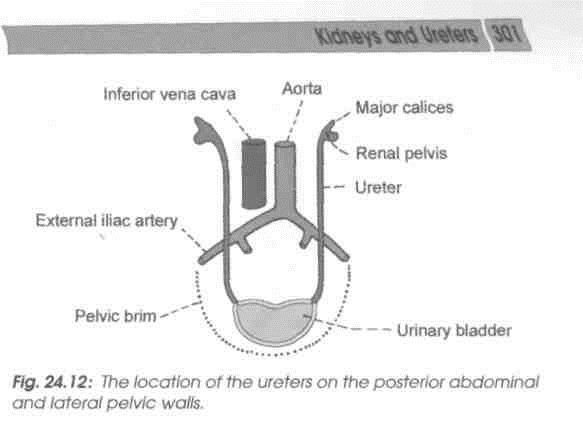 Kidneys and Ureters 301
Inferior vena cava
Aorta
Major calices
Renal pelvis
Ureter
External iliac artery
Pelvic brim
Urinary bladder
Fig. 24.12: The location of the ureters on the posterior abdominal
and lateral pelvic walls.